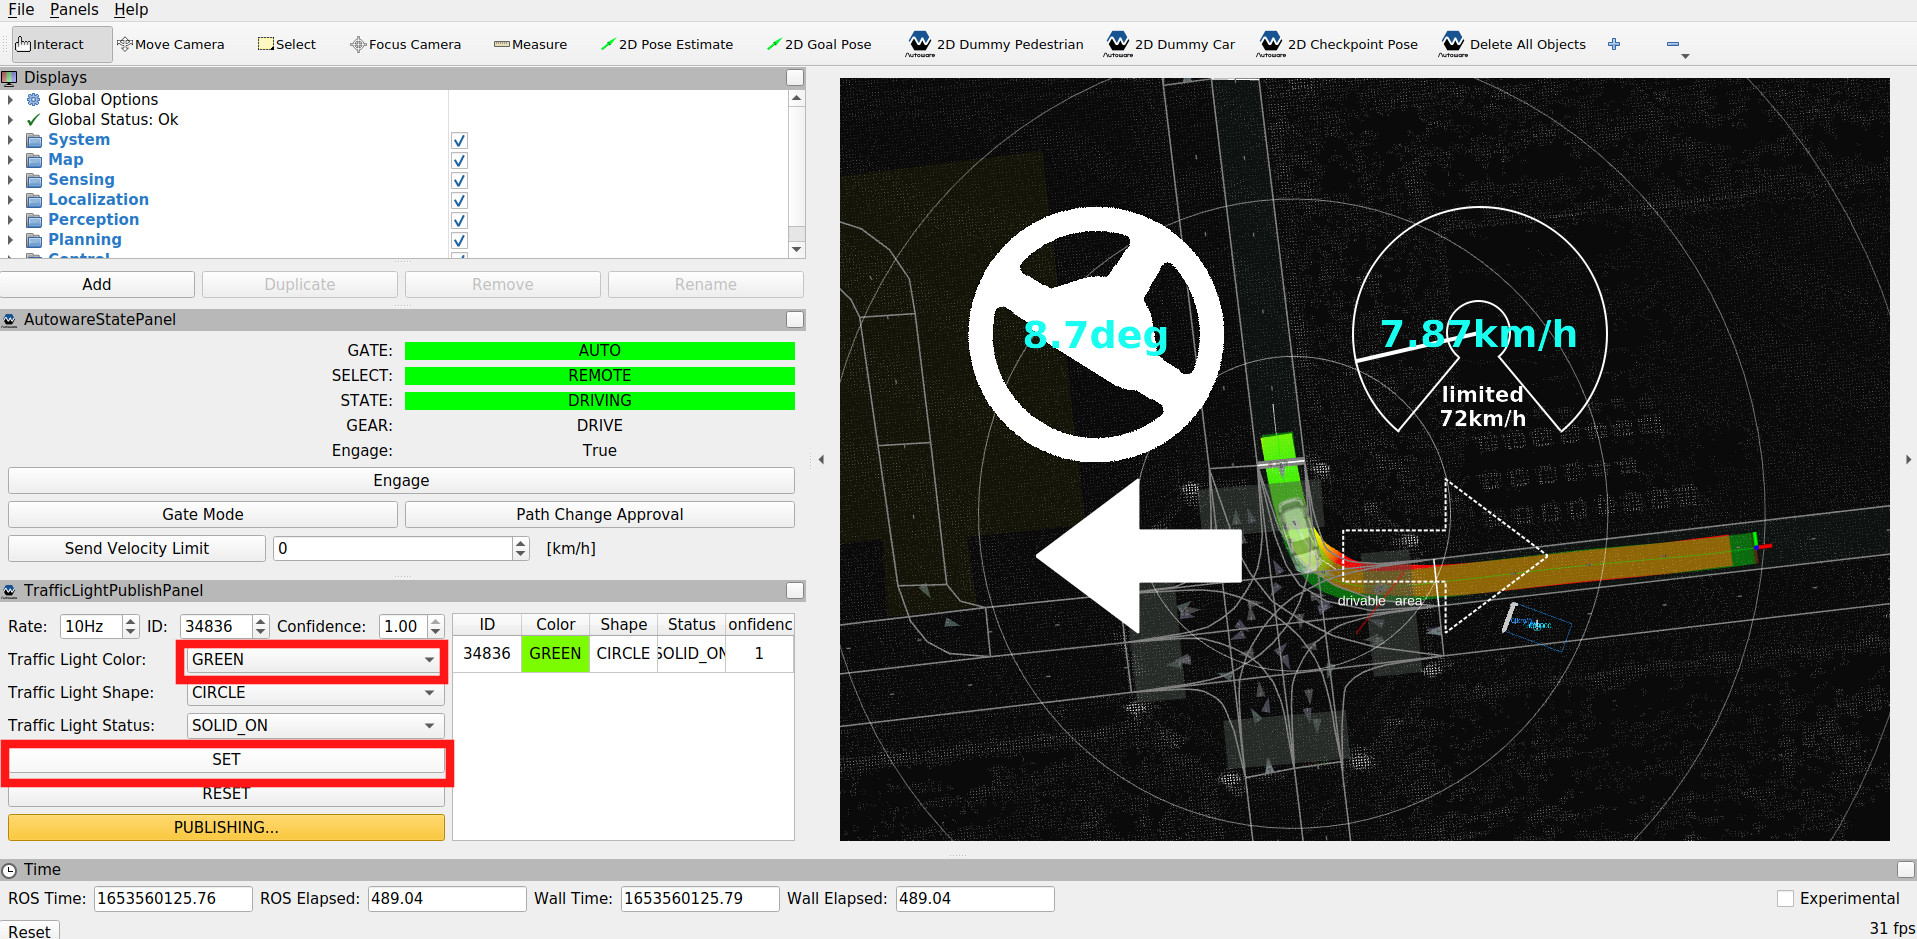 File Panels Help
Interact Move Camera Select Focus Camera Measure 2D Pose Estimate 2D Goal Pose 2D Dummy Pedestrian 2D Dummy Car 2D Checkpoint Pose Delete All Objects
Displays
Global Options
Global Status: Ok
System
Map
Sensing
Localization
Perception
Planning
Control
Add Duplicate Remove Rename
AutowareStatePanel
GATE: AUTO
SELECT: REMOTE
STATE: DRIVING
GEAR: DRIVE
Engage: True
Engage
Gate Mode Path Change Approval
Send Velocity Limit 0 [km/h]
TrafficLightPublishPanel
Rate: 10Hz ID: 34836 Confidence: 1.00
Traffic Light Color: GREEN
Traffic Light Shape: CIRCLE
Traffic Light Status: SOLID_ON
SET
RESET
PUBLISHING...
ID Color Shape Status onfidenc
34836 GREEN CIRCLE SOLID_ON 1
8.7deg
7.87km/h
limited
72km/h
drivable area
Time
ROS Time: 1653560125.76 ROS Elapsed: 489.04 Wall Time: 1653560125.79 Wall Elapsed: 489.04 Experimental
Reset 31 fps